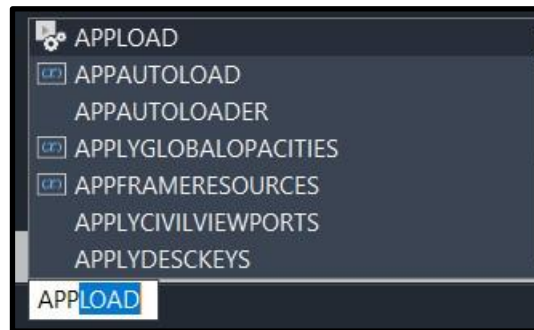 APPLOAD
APPAUTOLOAD
APPAUTOLOADER
APPLYGLOBALOPACITIES
APPFRAMERESOURCES
APPLYCIVILVIEWPORTS
APPLYDESCKEYS
APPLOAD